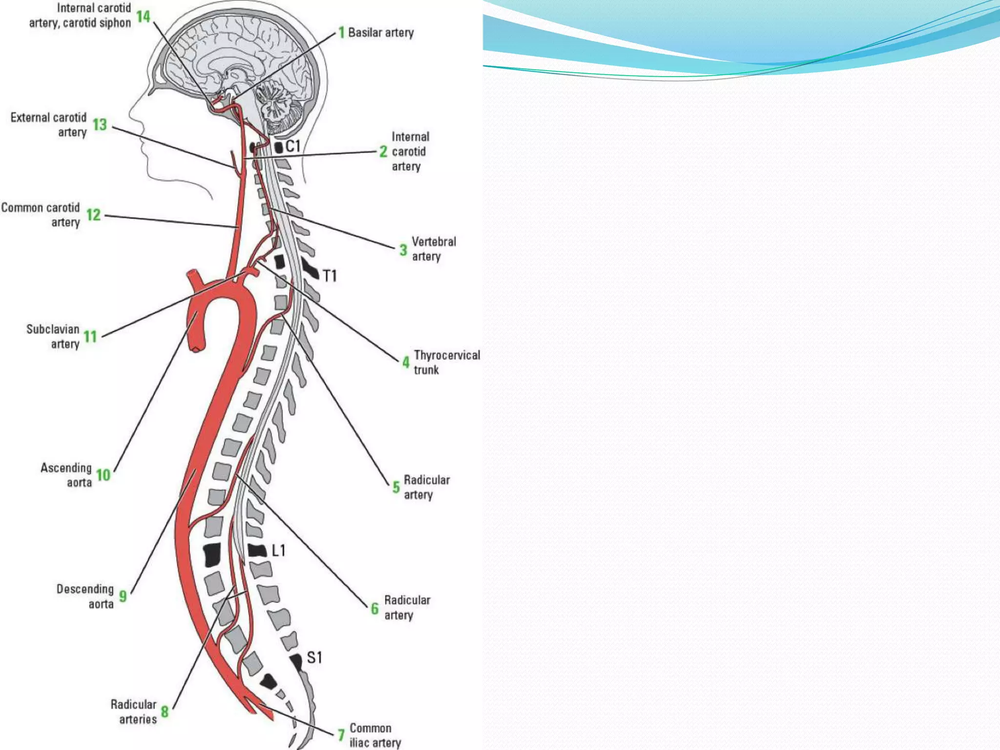 Internal carotid
artery, carotid siphon 14
1 Basilar artery
External carotid
artery 13
C1
Internal
2 carotid
artery
Common carotid
artery 12
3 Vertebral
artery
T1
Subclavian
artery 11
4 Thyrocervical
trunk
Ascending
aorta 10
5 Radicular
artery
L1
Descending
aorta 9
6 Radicular
artery
S1
Radicular
arteries 8
7 Common
iliac artery